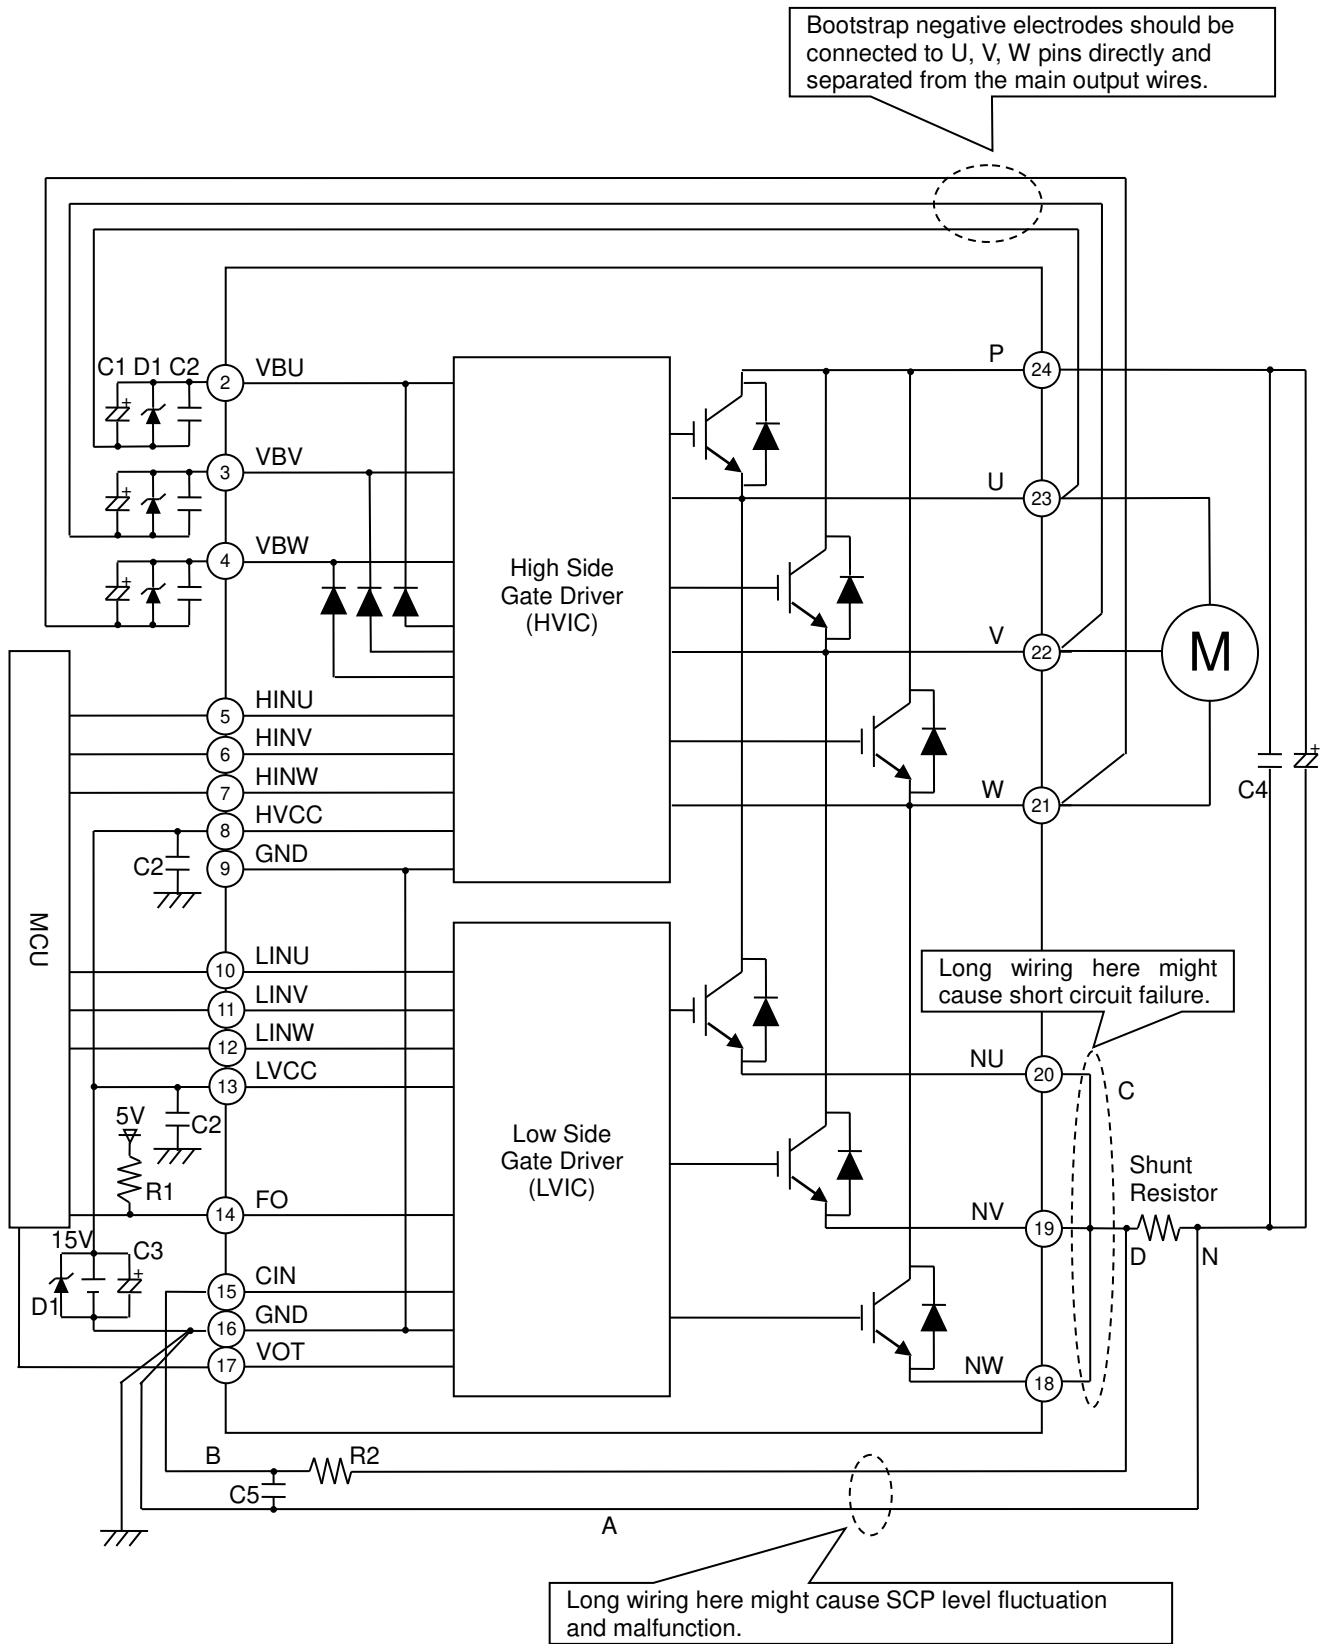 Bootstrap negative electrodes should be
connected to U, V, W pins directly and
separated from the main output wires.
C1 D1 C2
+
2
VBU
+
3
VBV
+
4
VBW
P
24
U
23
High Side
Gate Driver
(HVIC)
V
22
M
5
HINU
6
HINV
7
HINW
8
HVCC
C2
9
GND
W
21
C4
+
MCU
10
LINU
11
LINV
12
LINW
13
LVCC
C2
5V
R1
14
FO
Long wiring here might
cause short circuit failure.
NU
20
C
Low Side
Gate Driver
(LVIC)
Shunt
Resistor
NV
19
D
N
15V
C3
+
D1
15
CIN
16
GND
17
VOT
NW
18
B
R2
C5
A
Long wiring here might cause SCP level fluctuation
and malfunction.